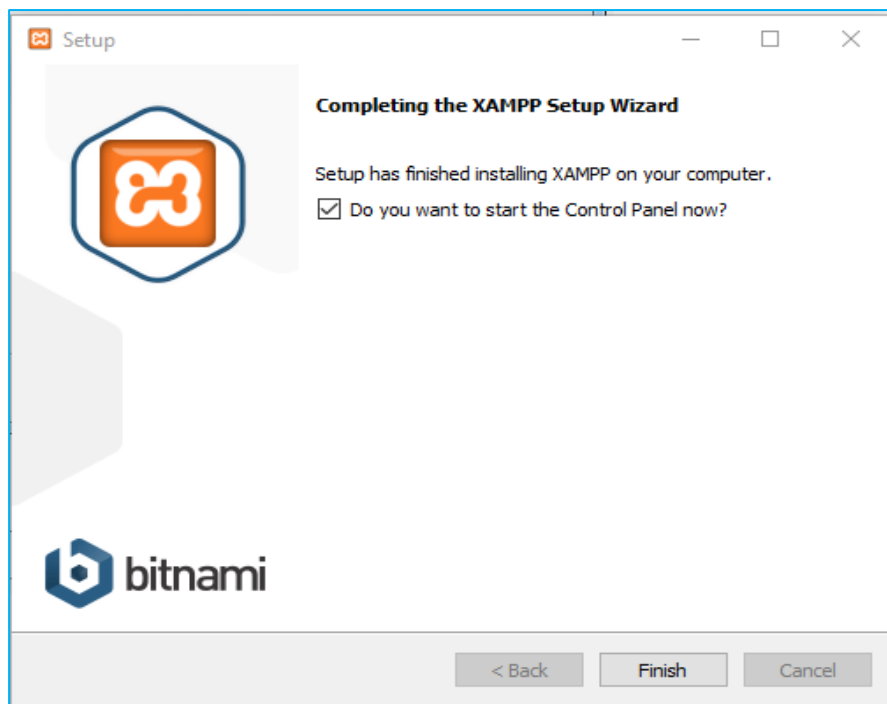 Setup
Completing the XAMPP Setup Wizard
Setup has finished installing XAMPP on your computer.
Do you want to start the Control Panel now?
bitnami
< Back
Finish
Cancel